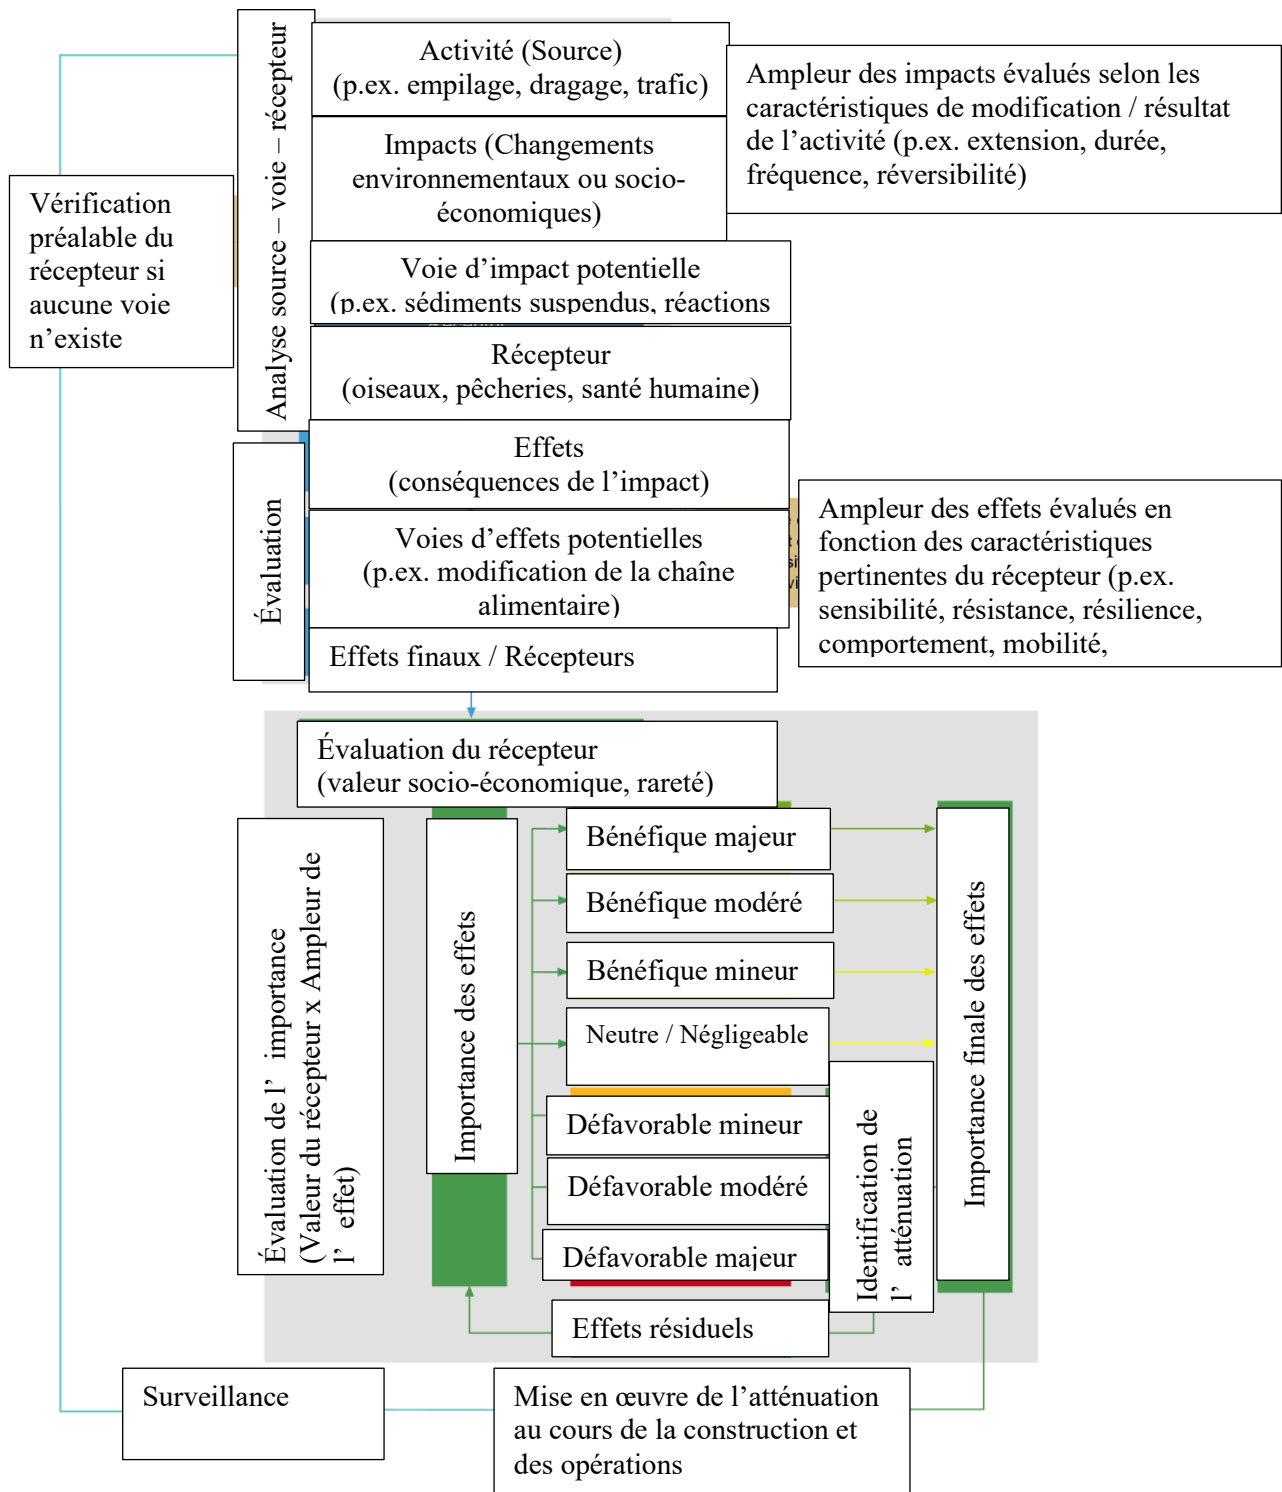 Analyse source – voie – récepteur
Activité (Source)
(p.ex. empilage, dragage, trafic)
Ampleur des impacts évalués selon les
caractéristiques de modification / résultat
de l’activité (p.ex. extension, durée,
fréquence, réversibilité)
Impacts (Changements
environnementaux ou socio-
économiques)
Vérification
préalable du
récepteur si
aucune voie
n’existe
Voie d’impact potentielle
(p.ex. sédiments suspendus, réactions
Récepteur
(oiseaux, pêcheries, santé humaine)
Évaluation
Effets
(conséquences de l’impact)
Voies d’effets potentielles
(p.ex. modification de la chaîne
alimentaire)
Ampleur des effets évalués en
fonction des caractéristiques
pertinentes du récepteur (p.ex.
sensibilité, résistance, résilience,
comportement, mobilité,
Effets finaux / Récepteurs
Évaluation du récepteur
(valeur socio-économique, rareté)
Évaluation de l’ importance
(Valeur du récepteur x Ampleur de
l’ effet)
Importance des effets
Bénéfique majeur
Bénéfique modéré
Bénéfique mineur
Neutre / Négligeable
Défavorable mineur
Défavorable modéré
Défavorable majeur
Identification de
l’ atténuation
Importance finale des effets
Effets résiduels
Surveillance
Mise en œuvre de l’atténuation
au cours de la construction et
des opérations